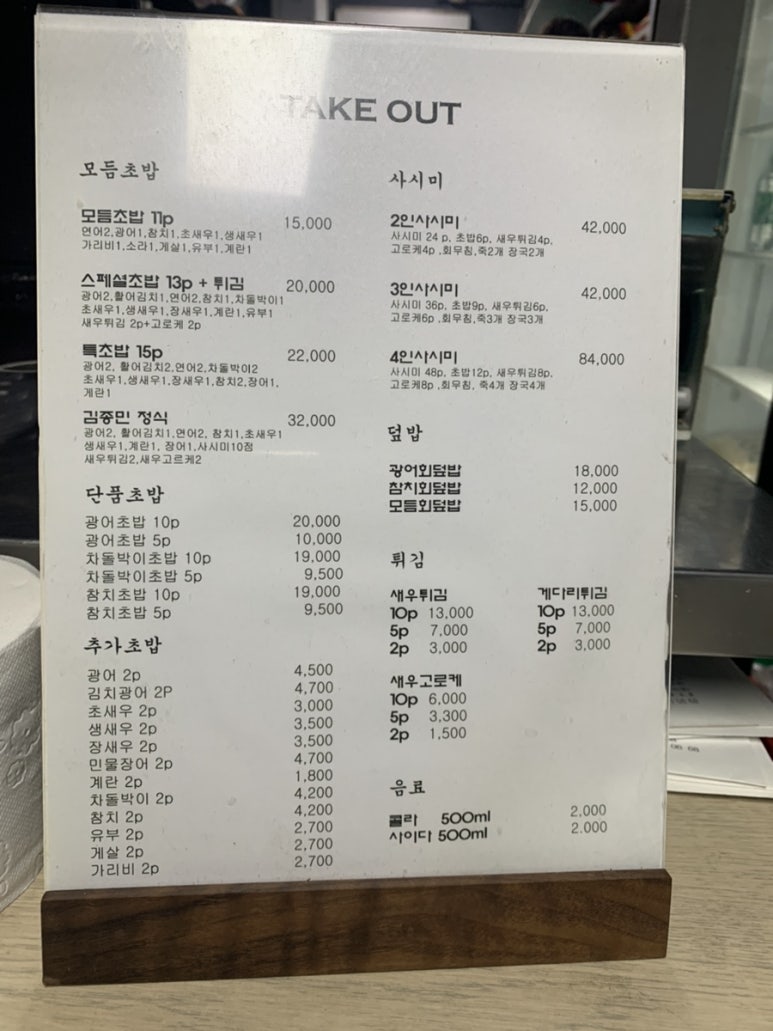 TAKE OUT
모듬초밥
모듬초밥 11p 15,000
연어2,광어1,참치1,초새우1,생새우1
가리비1,소라1,게살1,유부1,계란1
스페셜초밥 13p + 튀김 20,000
광어2,활어김치1,연어2,참치1,차돌박이1
초새우1,생새우1,장새우1,계란1,유부1
새우튀김 2p+고로케 2p
특초밥 15p 22,000
광어2, 활어김치2,연어2,차돌박이2
초새우1,생새우1,장새우1,참치2,장어1,
계란1
김종민 정식 32,000
광어2, 활어김치1,연어2, 참치1,초새우1
생새우1,계란1, 장어1,사시미10점
새우튀김2,새우고르케2
단품초밥
광어초밥 10p 20,000
광어초밥 5p 10,000
차돌박이초밥 10p 19,000
차돌박이초밥 5p 9,500
참치초밥 10p 19,000
참치초밥 5p 9,500
추가초밥
광어 2p 4,500
김치광어 2P 4,700
초새우 2p 3,000
생새우 2p 3,500
장새우 2p 3,500
민물장어 2p 4,700
계란 2p 1,800
차돌박이 2p 4,200
참치 2p 4,200
유부 2p 2,700
게살 2p 2,700
가리비 2p 2,700
사시미
2인사시미 42,000
사시미 24 p, 초밥6p, 새우튀김4p,
고로케4p ,회무침,죽2개 장국2개
3인사시미 42,000
사시미 36p, 초밥9p, 새우튀김6p,
고로케6p ,회무침,죽3개 장국3개
4인사시미 84,000
사시미 48p, 초밥12p, 새우튀김8p,
고로케8p ,회무침, 죽4개 장국4개
덮밥
광어회덮밥 18,000
참치회덮밥 12,000
모듬회덮밥 15,000
튀김
새우튀김
10p 13,000
5p 7,000
2p 3,000
게다리튀김
10p 13,000
5p 7,000
2p 3,000
새우고로케
10p 6,000
5p 3,300
2p 1,500
음료
콜라 500ml 2,000
사이다 500ml 2.000